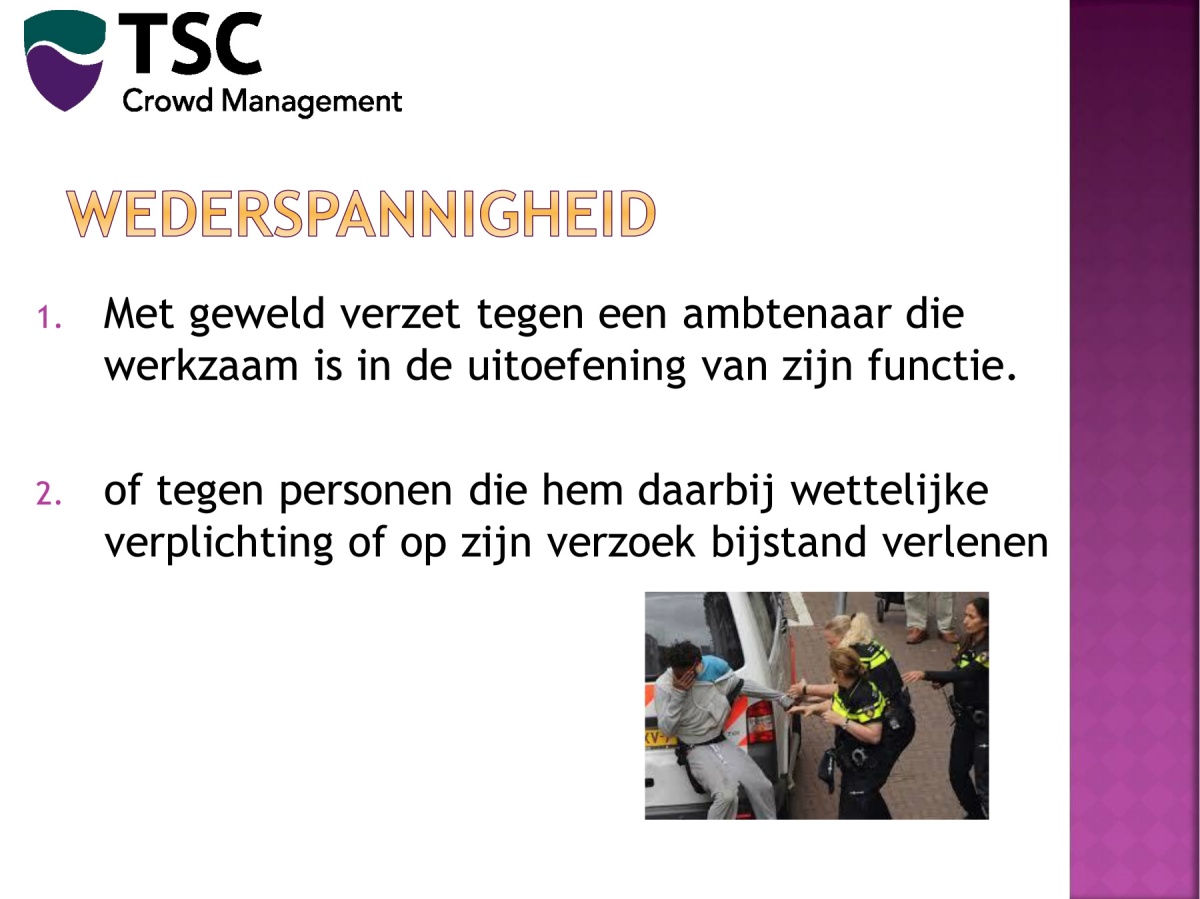 TSC
Crowd Management
WEDERSPANNIGHEID
1. Met geweld verzet tegen een ambtenaar die
werkzaam is in de uitoefening van zijn functie.
2. of tegen personen die hem daarbij wettelijke
verplichting of op zijn verzoek bijstand verlenen